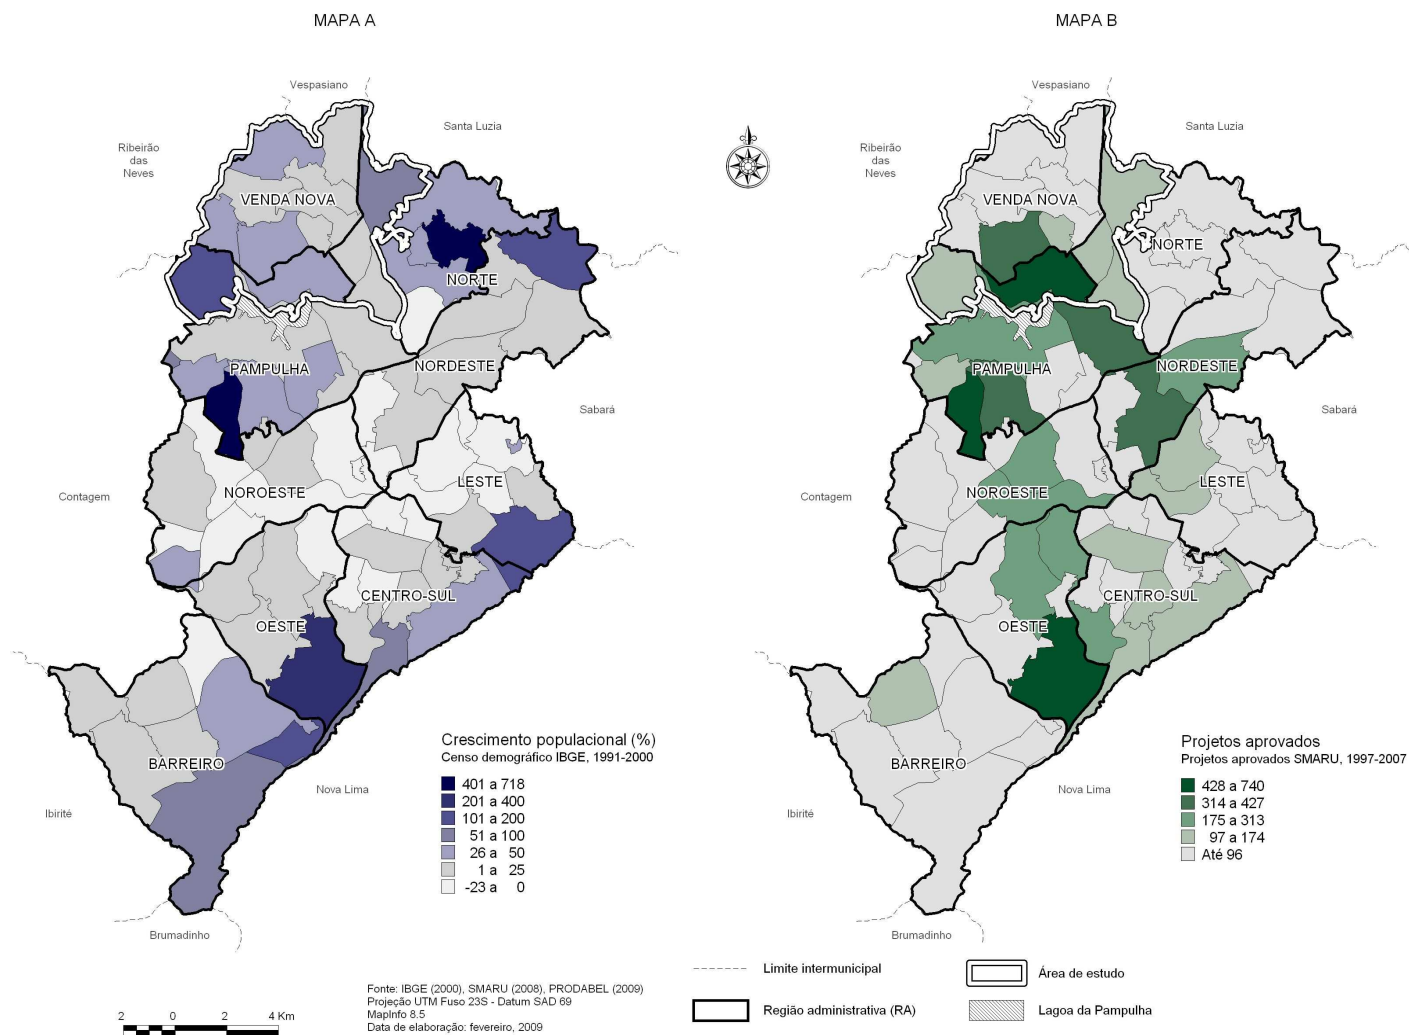 MAPA A
MAPA B
Vespasiano
Santa Luzia
Ribeirão
das
Neves
VENDA NOVA
NORTE
PAMPULHA
NORDESTE
Sabará
Contagem
NOROESTE
LESTE
CENTRO-SUL
OESTE
BARREIRO
Nova Lima
Ibirité
Brumadinho
Crescimento populacional (%)
Censo demográfico IBGE, 1991-2000
401 a 718
201 a 400
101 a 200
51 a 100
26 a 50
1 a 25
-23 a 0
Vespasiano
Santa Luzia
Ribeirão
das
Neves
VENDA NOVA
NORTE
PAMPULHA
NORDESTE
Sabará
Contagem
NOROESTE
LESTE
CENTRO-SUL
OESTE
BARREIRO
Nova Lima
Ibirité
Brumadinho
Projetos aprovados
Projetos aprovados SMARU, 1997-2007
428 a 740
314 a 427
175 a 313
97 a 174
Até 96
2 0 2 4 Km
Fonte: IBGE (2000), SMARU (2008), PRODABEL (2009)
Projeção UTM Fuso 23S - Datum SAD 69
MapInfo 8.5
Data de elaboração: fevereiro, 2009
Limite intermunicipal
Área de estudo
Região administrativa (RA)
Lagoa da Pampulha